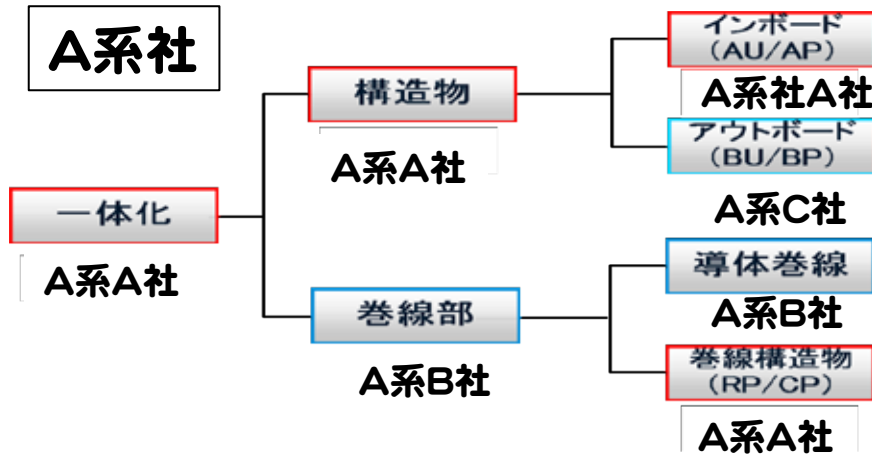 A系社
インボード
(AU/AP)
A系社A社
構造物
A系A社
アウトボード
(BU/BP)
A系C社
一体化
A系A社
導体巻線
A系B社
巻線部
A系B社
巻線構造物
(RP/CP)
A系A社